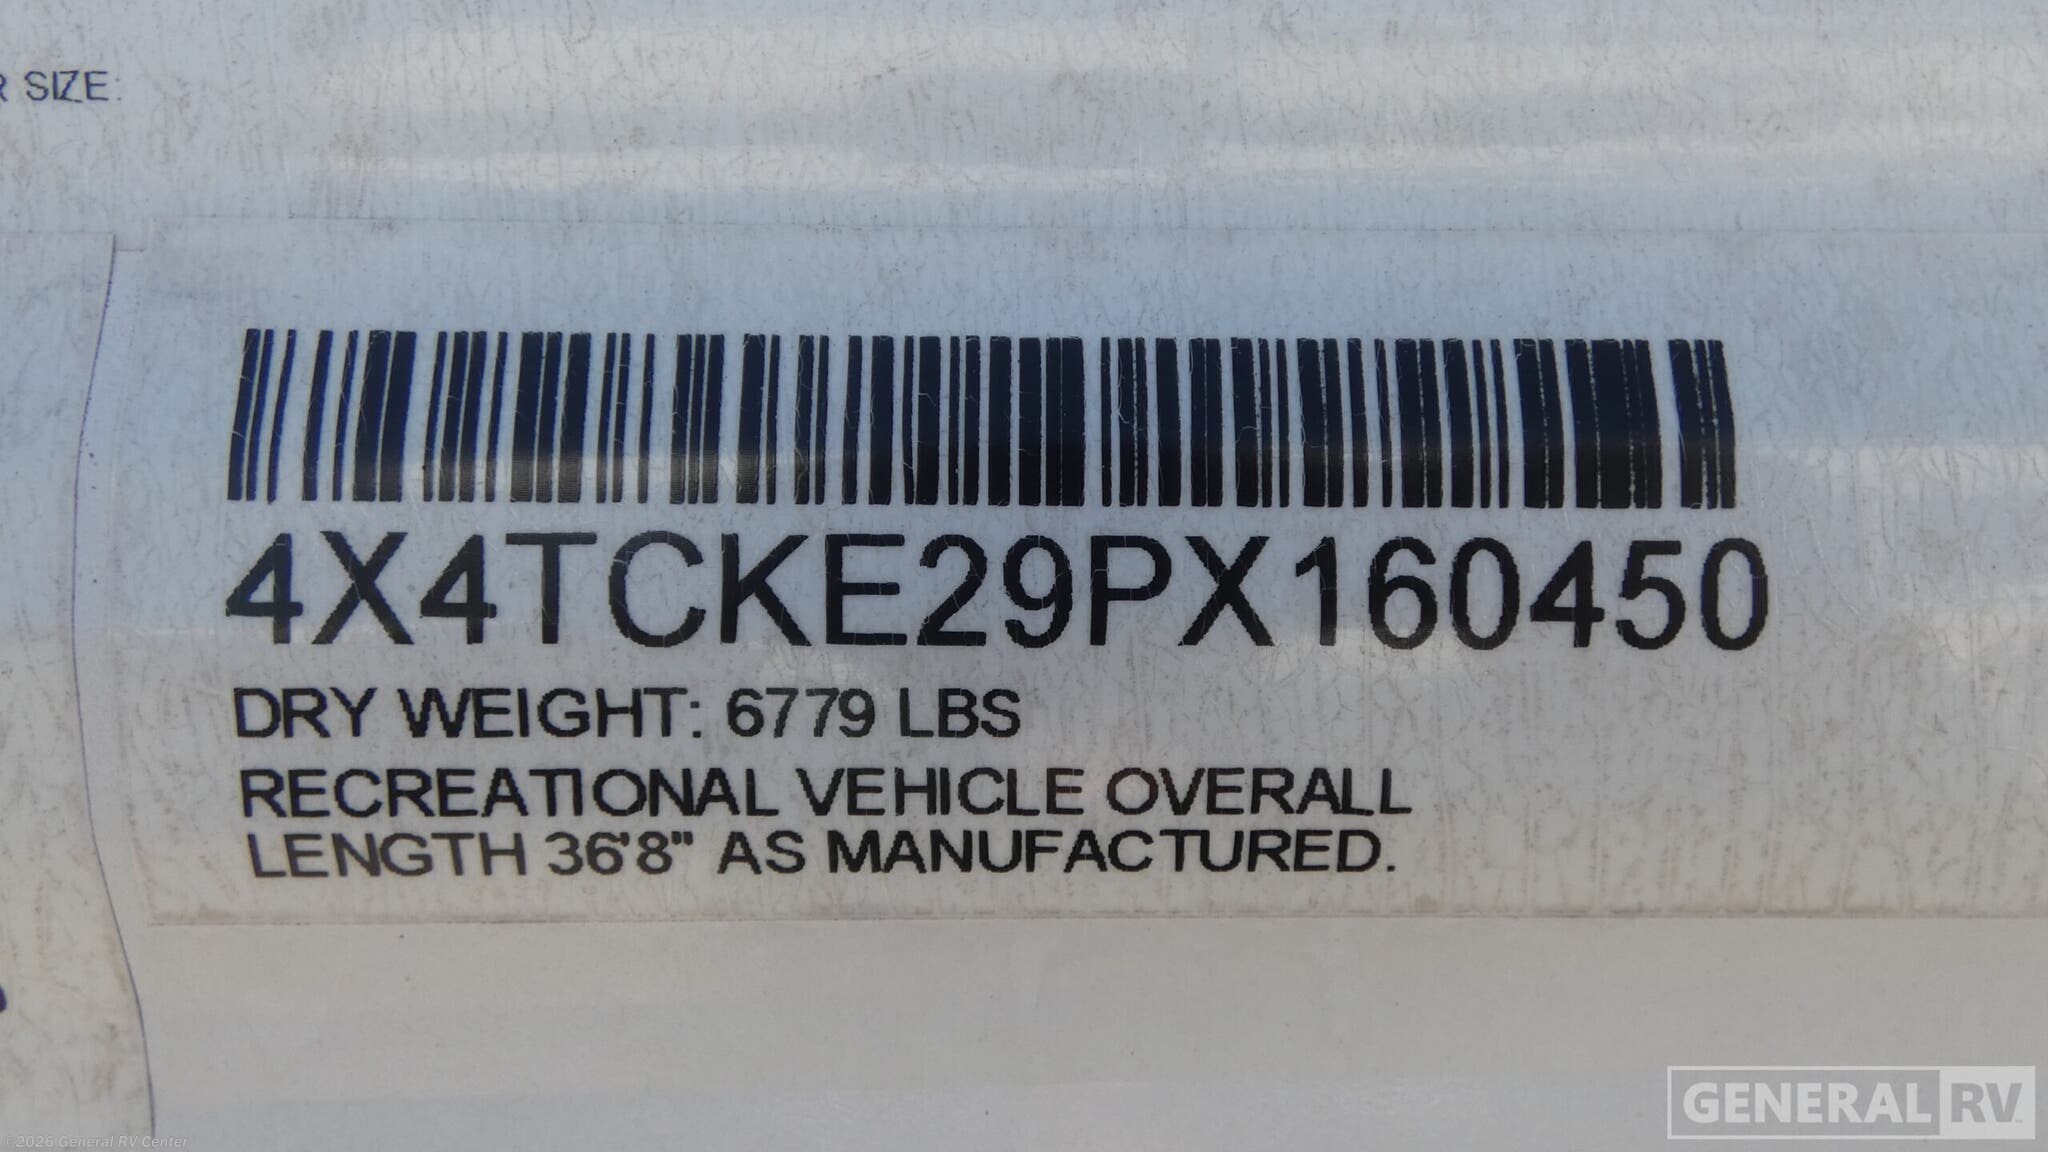 SIZE:
4X4TCKE29PX160450
DRY WEIGHT: 6779 LBS
RECREATIONAL VEHICLE OVERALL
LENGTH 36'8" AS MANUFACTURED.
GENERAL RV
©2026 General RV Center